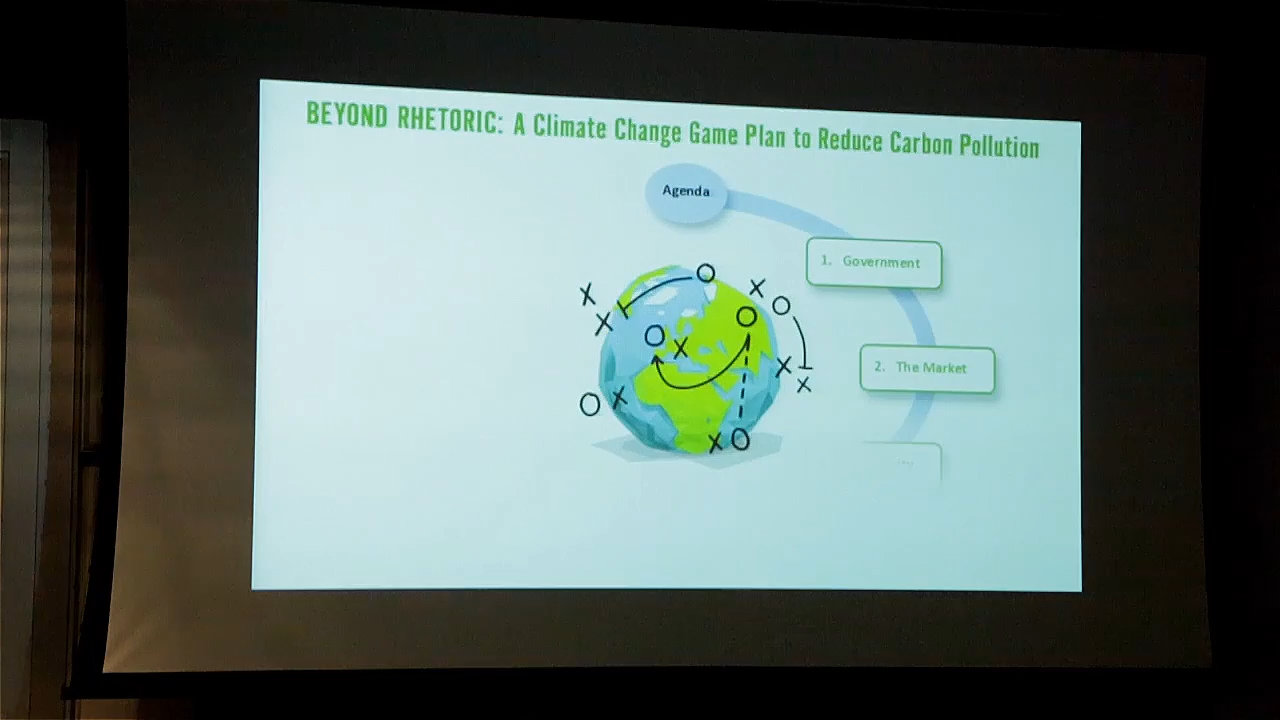 BEYOND RHETORIC: A Climate Change Game Plan to Reduce Carbon Pollution
Agenda
1. Government
2. The Market
X
X
O
X
O
O
O
X
X
X
O
X
X
O